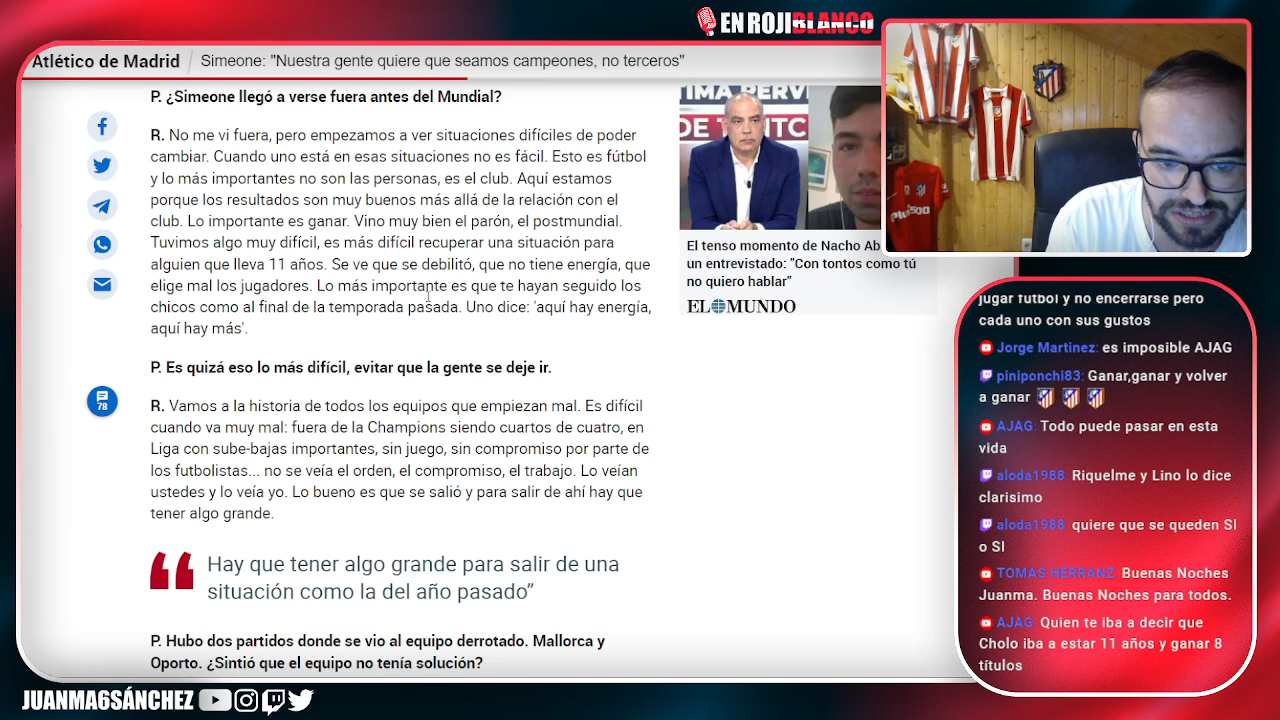 EN ROJIBLANCO
Atlético de Madrid
Simeone: "Nuestra gente quiere que seamos campeones, no terceros"
P. ¿Simeone llegó a verse fuera antes del Mundial?
R. No me vi fuera, pero empezamos a ver situaciones difíciles de poder
cambiar. Cuando uno está en esas situaciones no es fácil. Esto es fútbol
y lo más importantes no son las personas, es el club. Aquí estamos
porque los resultados son muy buenos más allá de la relación con el
club. Lo importante es ganar. Vino muy bien el parón, el postmundial.
Tuvimos algo muy difícil, es más difícil recuperar una situación para
alguien que lleva 11 años. Se ve que se debilitó, que no tiene energía, que
elige mal los jugadores. Lo más importante es que te hayan seguido los
chicos como al final de la temporada pasada. Uno dice: 'aquí hay energía,
aquí hay más'.
P. Es quizá eso lo más difícil, evitar que la gente se deje ir.
78
R. Vamos a la historia de todos los equipos que empiezan mal. Es difícil
cuando va muy mal: fuera de la Champions siendo cuartos de cuatro, en
Liga con sube-bajas importantes, sin juego, sin compromiso por parte de
los futbolistas... no se veía el orden, el compromiso, el trabajo. Lo veían
ustedes y lo veía yo. Lo bueno es que se salió y para salir de ahí hay que
tener algo grande.
Hay que tener algo grande para salir de una
situación como la del año pasado”
P. Hubo dos partidos donde se vio al equipo derrotado. Mallorca y
Oporto. ¿Sintió que el equipo no tenía solución?
El tenso momento de Nacho Ab
un entrevistado: "Con tontos como tú
no quiero hablar”
EL MUNDO
jugar futbol y no encerrarse pero
cada uno con sus gustos
Jorge Martinez: es imposible AJAG
piniponchi83: Ganar,ganar y volver
a ganar
AJAG: Todo puede pasar en esta
vida
aloda1988: Riquelme y Lino lo dice
clarisimo
aloda1988: quiere que se queden SI
o SI
TOMAS HERRANZ: Buenas Noches
Juanma. Buenas Noches para todos.
AJAG: Quien te iba a decir que
Cholo iba a estar 11 años y ganar 8
títulos
JUANMA6SÁNCHEZ